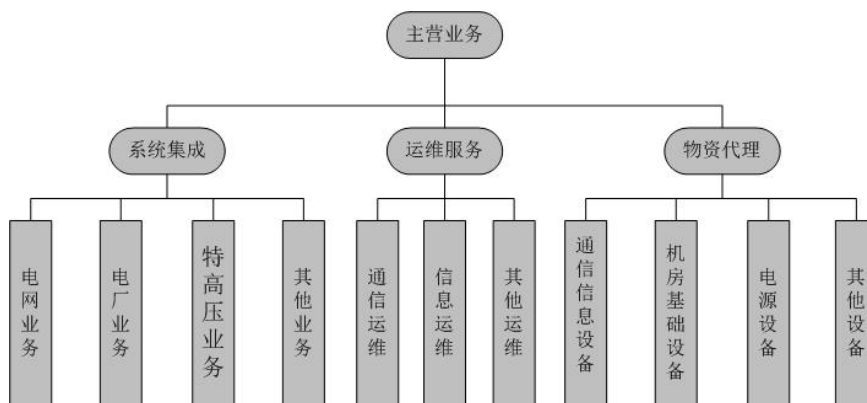 主营业务
系统集成
运维服务
物资代理
电网业务
电厂业务
特高压业务
其他业务
通信运维
信息运维
其他运维
通信信息设备
机房基础设备
电源设备
其他设备